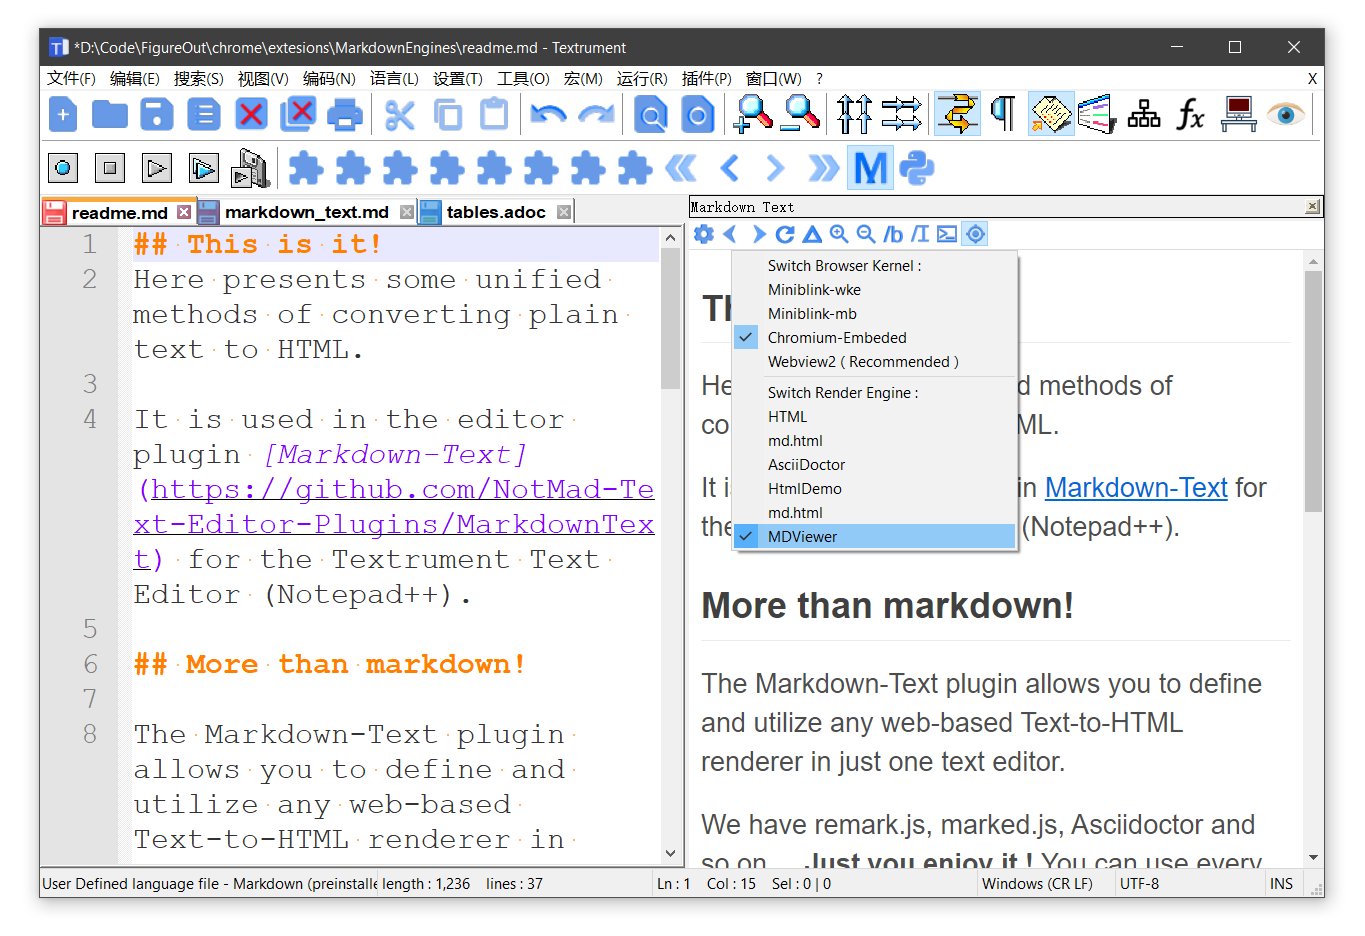 *D:\Code\FigureOut\chrome\extesions\MarkdownEngines\readme.md - Textrument
文件(F) 编辑(E) 搜索(S) 视图(V) 编码(N) 语言(L) 设置(T) 工具(O) 宏(M) 运行(R) 插件(P) 窗口(W) ? X
fx
M
readme.md markdown_text.md tables.adoc
1 ## This is it!
2 Here presents some unified
methods of converting plain
text to HTML.
3
4 It is used in the editor
plugin [Markdown-Text]
(https://github.com/NotMad-Te
xt-Editor-Plugins/MarkdownTex
t) for the Textrument Text
Editor (Notepad++).
5
6 ## More than markdown!
7
8 The Markdown-Text plugin
allows you to define and
utilize any web-based
Text-to-HTML renderer in
Markdown Text
/b /I
Switch Browser Kernel :
Miniblink-wke
Miniblink-mb
Chromium-Embeded
Webview2 ( Recommended )
Switch Render Engine :
HTML
md.html
AsciiDoctor
HtmlDemo
md.html
MDViewer
d methods of
ML.
in Markdown-Text for
(Notepad++).
More than markdown!
The Markdown-Text plugin allows you to define
and utilize any web-based Text-to-HTML
renderer in just one text editor.
We have remark.js, marked.js, Asciidoctor and
so on... Just you enjoy it ! You can use every
User Defined language file - Markdown (preinstalle length : 1,236 lines : 37 Ln : 1 Col : 15 Sel : 0 | 0 Windows (CR LF) UTF-8 INS